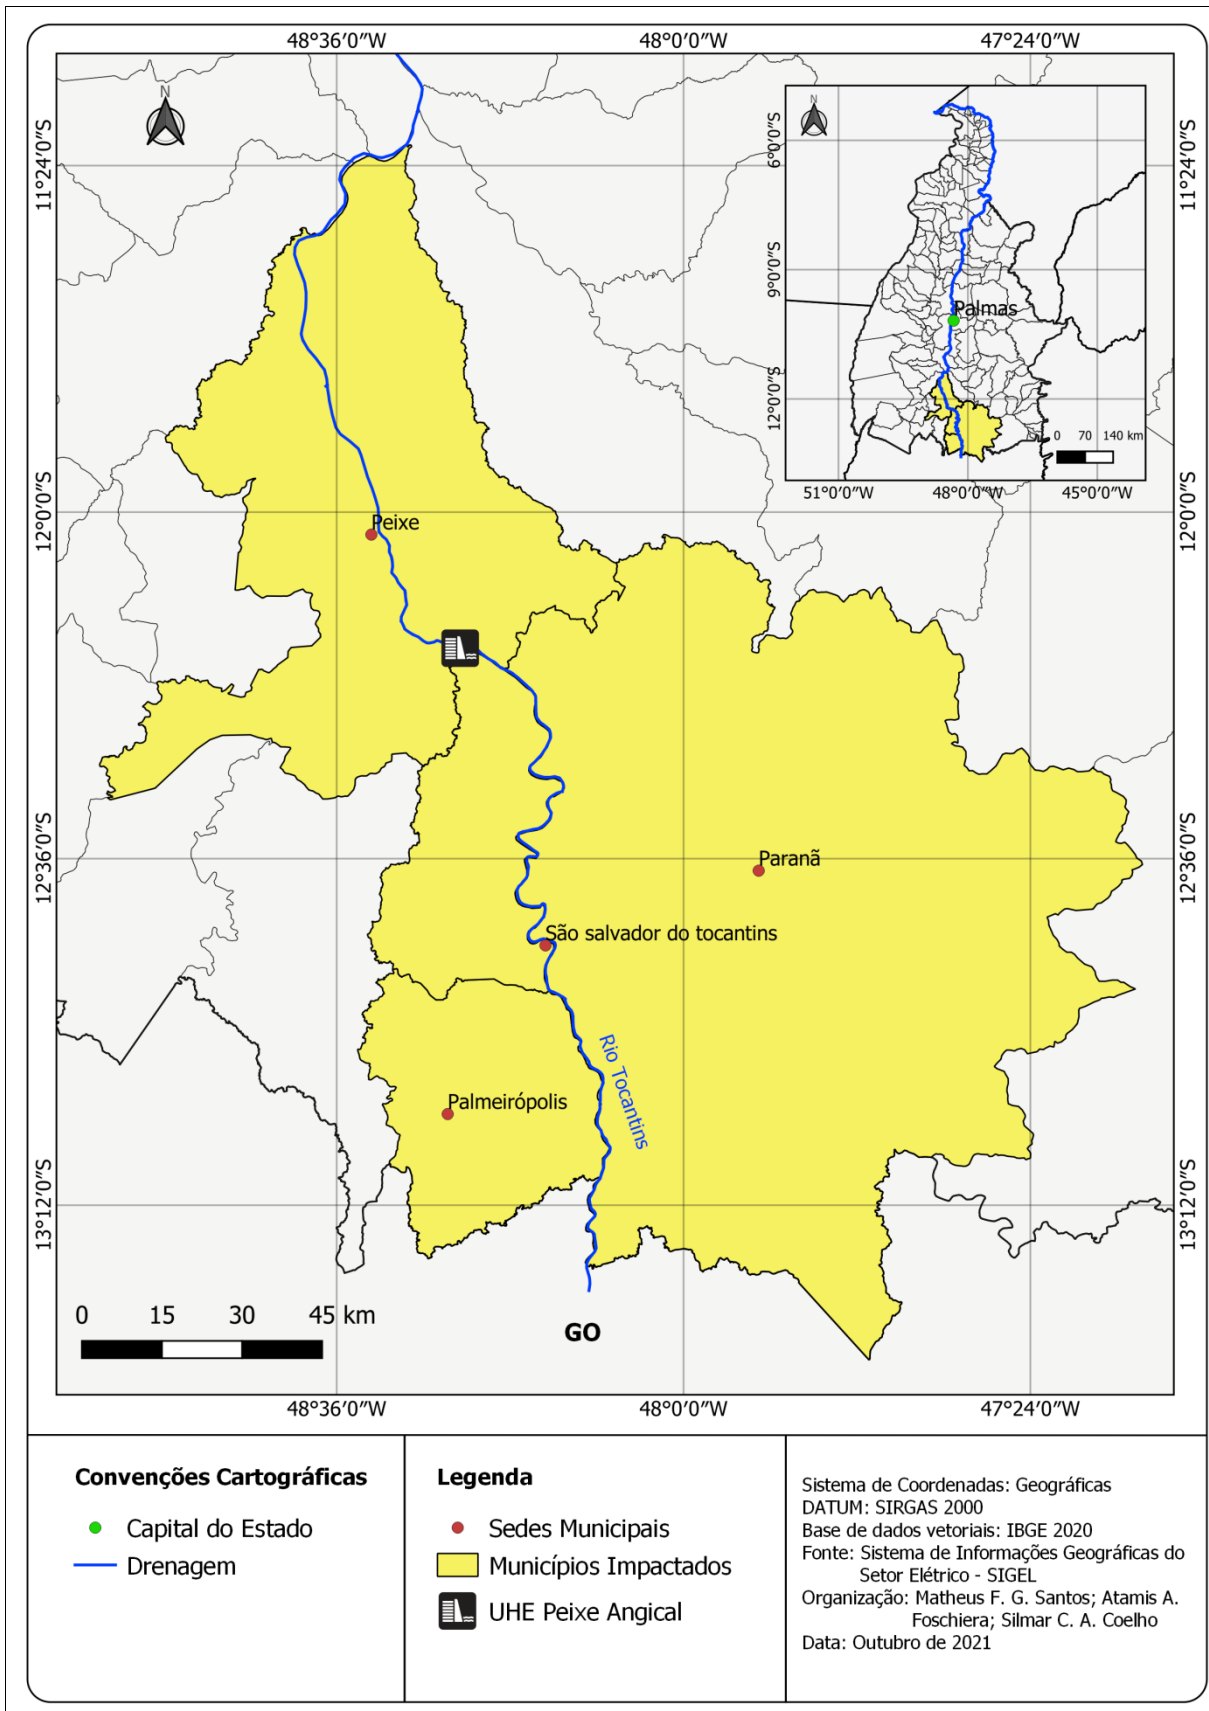 48°36′0″W 48°0′0″W 47°24′0″W
N
N
11°24′0″S
11°24′0″S
6°0′0″S
9°0′0″S
12°0′0″S
Palmas
0 70 140 km
51°0′0″W 48°0′0″W 45°0′0″W
12°0′0″S
12°0′0″S
Peixe
12°36′0″S
12°36′0″S
Paranã
São salvador do tocantins
Rio Tocantins
Palmeirópolis
13°12′0″S
13°12′0″S
0 15 30 45 km
GO
48°36′0″W 48°0′0″W 47°24′0″W
Convenções Cartográficas
Capital do Estado
Drenagem
Legenda
Sedes Municipais
Municípios Impactados
UHE Peixe Angical
Sistema de Coordenadas: Geográficas
DATUM: SIRGAS 2000
Base de dados vetoriais: IBGE 2020
Fonte: Sistema de Informações Geográficas do
Setor Elétrico - SIGEL
Organização: Matheus F. G. Santos; Atamis A.
Foschiera; Silmar C. A. Coelho
Data: Outubro de 2021